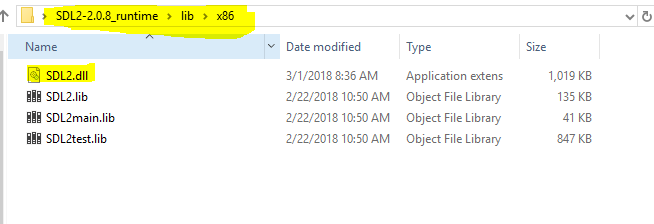 SDL2-2.0.8_runtime > lib > x86
Name Date modified Type Size
SDL2.dll 3/1/2018 8:36 AM Application extens 1,019 KB
SDL2.lib 2/22/2018 10:50 AM Object File Library 135 KB
SDL2main.lib 2/22/2018 10:50 AM Object File Library 41 KB
SDL2test.lib 2/22/2018 10:50 AM Object File Library 847 KB